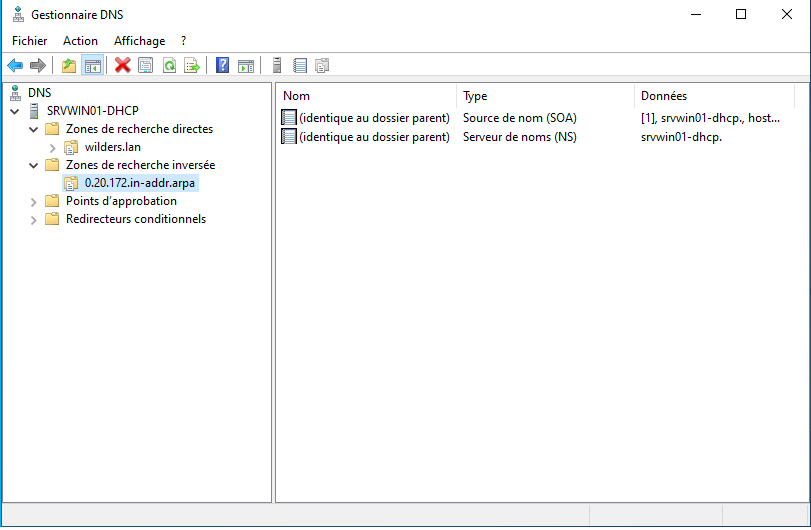 Gestionnaire DNS
Fichier Action Affichage ?
DNS
SRVWIN01-DHCP
Zones de recherche directes
wilders.lan
Zones de recherche inversée
0.20.172.in-addr.arpa
Points d'approbation
Redirecteurs conditionnels
Nom Type Données
(identique au dossier parent) Source de nom (SOA) [1], srvwin01-dhcp., host...
(identique au dossier parent) Serveur de noms (NS) srvwin01-dhcp.